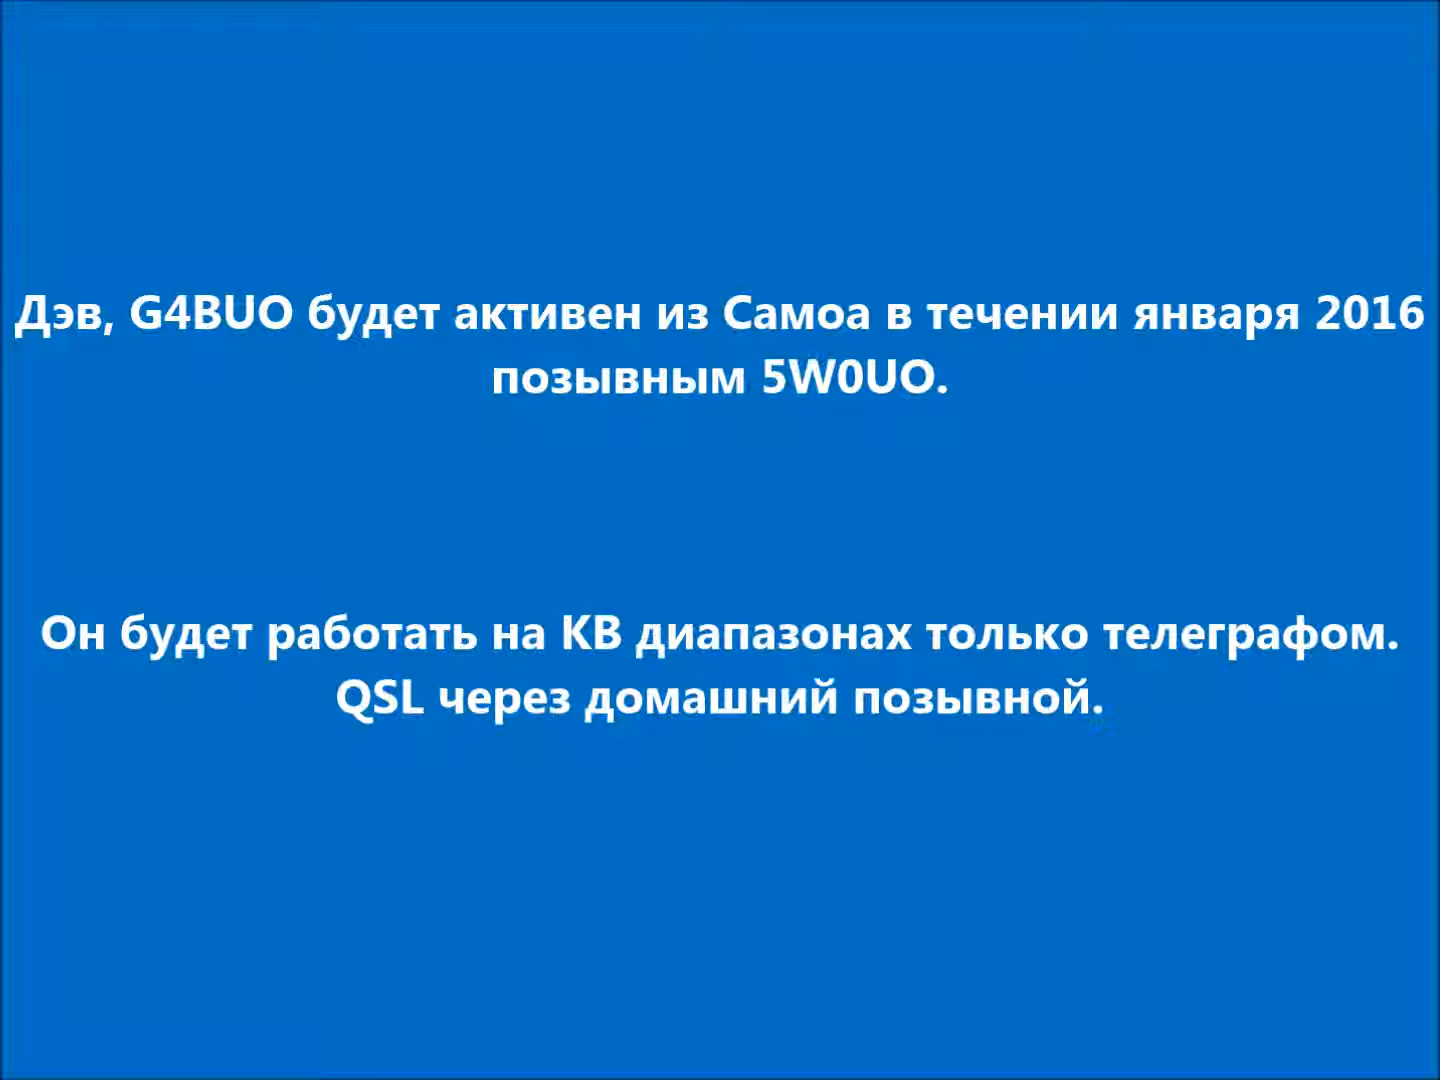 Дэв, G4BUO будет активен из Самоа в течении января 2016
позывным 5W0UO.
Он будет работать на КВ диапазонах только телеграфом.
QSL через домашний позывной.